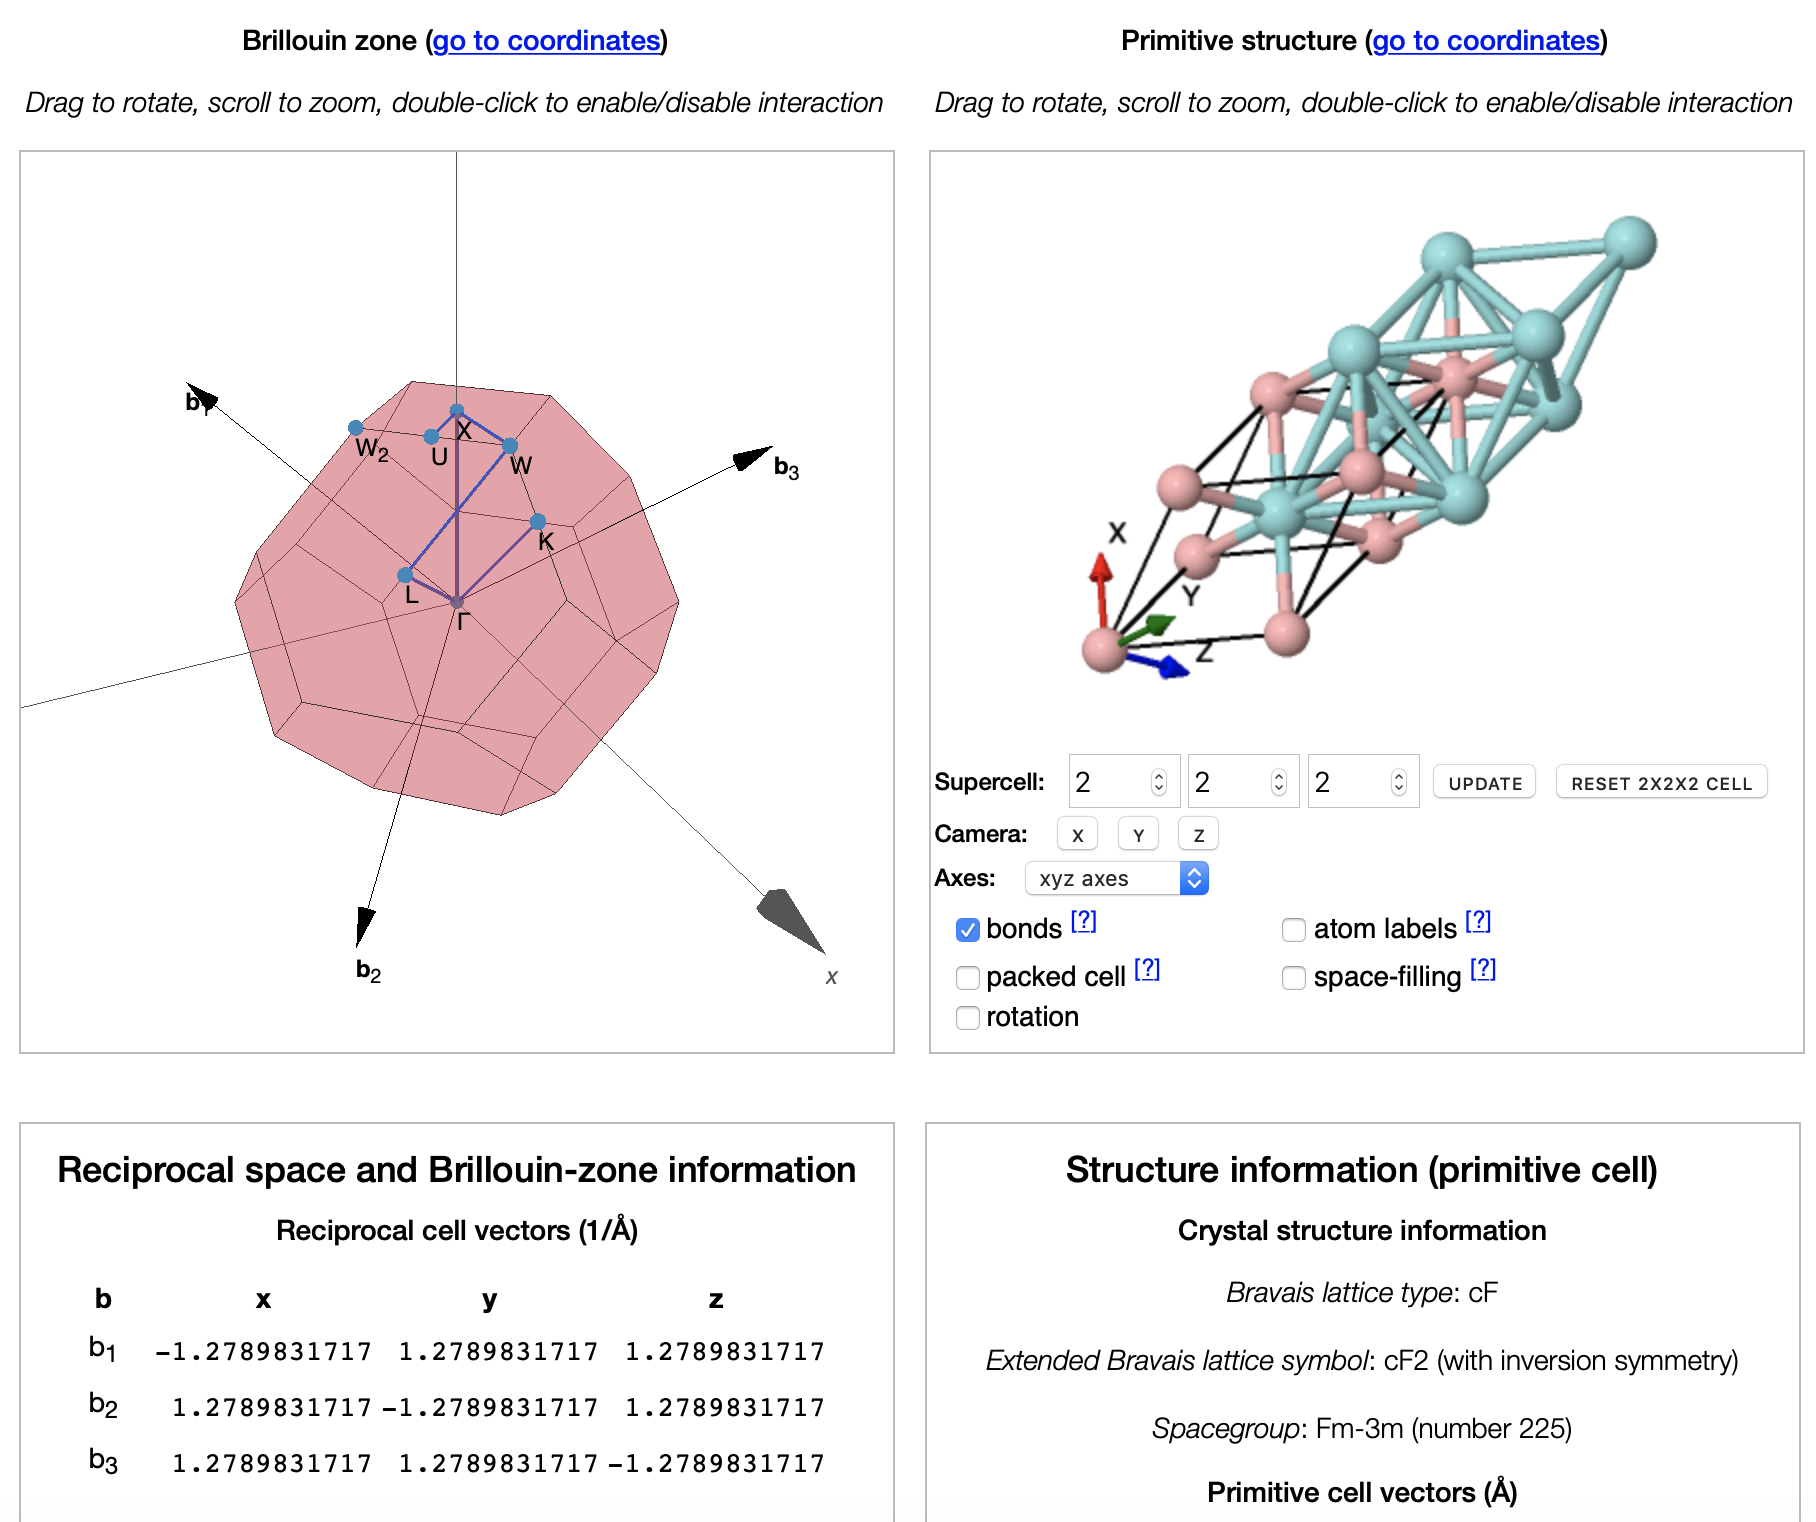 Brillouin zone (go to coordinates)
Drag to rotate, scroll to zoom, double-click to enable/disable interaction
b1
W2
U
X
W
b3
K
L
Γ
b2
x
Primitive structure (go to coordinates)
Drag to rotate, scroll to zoom, double-click to enable/disable interaction
X
Y
Z
Supercell: 2 2 2 UPDATE RESET 2X2X2 CELL
Camera: X Y Z
Axes: xyz axes
bonds [?] atom labels [?]
packed cell [?] space-filling [?]
rotation
Reciprocal space and Brillouin-zone information
Reciprocal cell vectors (1/Å)
b x y z
b1 -1.2789831717 1.2789831717 1.2789831717
b2 1.2789831717 -1.2789831717 1.2789831717
b3 1.2789831717 1.2789831717 -1.2789831717
Structure information (primitive cell)
Crystal structure information
Bravais lattice type: cF
Extended Bravais lattice symbol: cF2 (with inversion symmetry)
Spacegroup: Fm-3m (number 225)
Primitive cell vectors (Å)